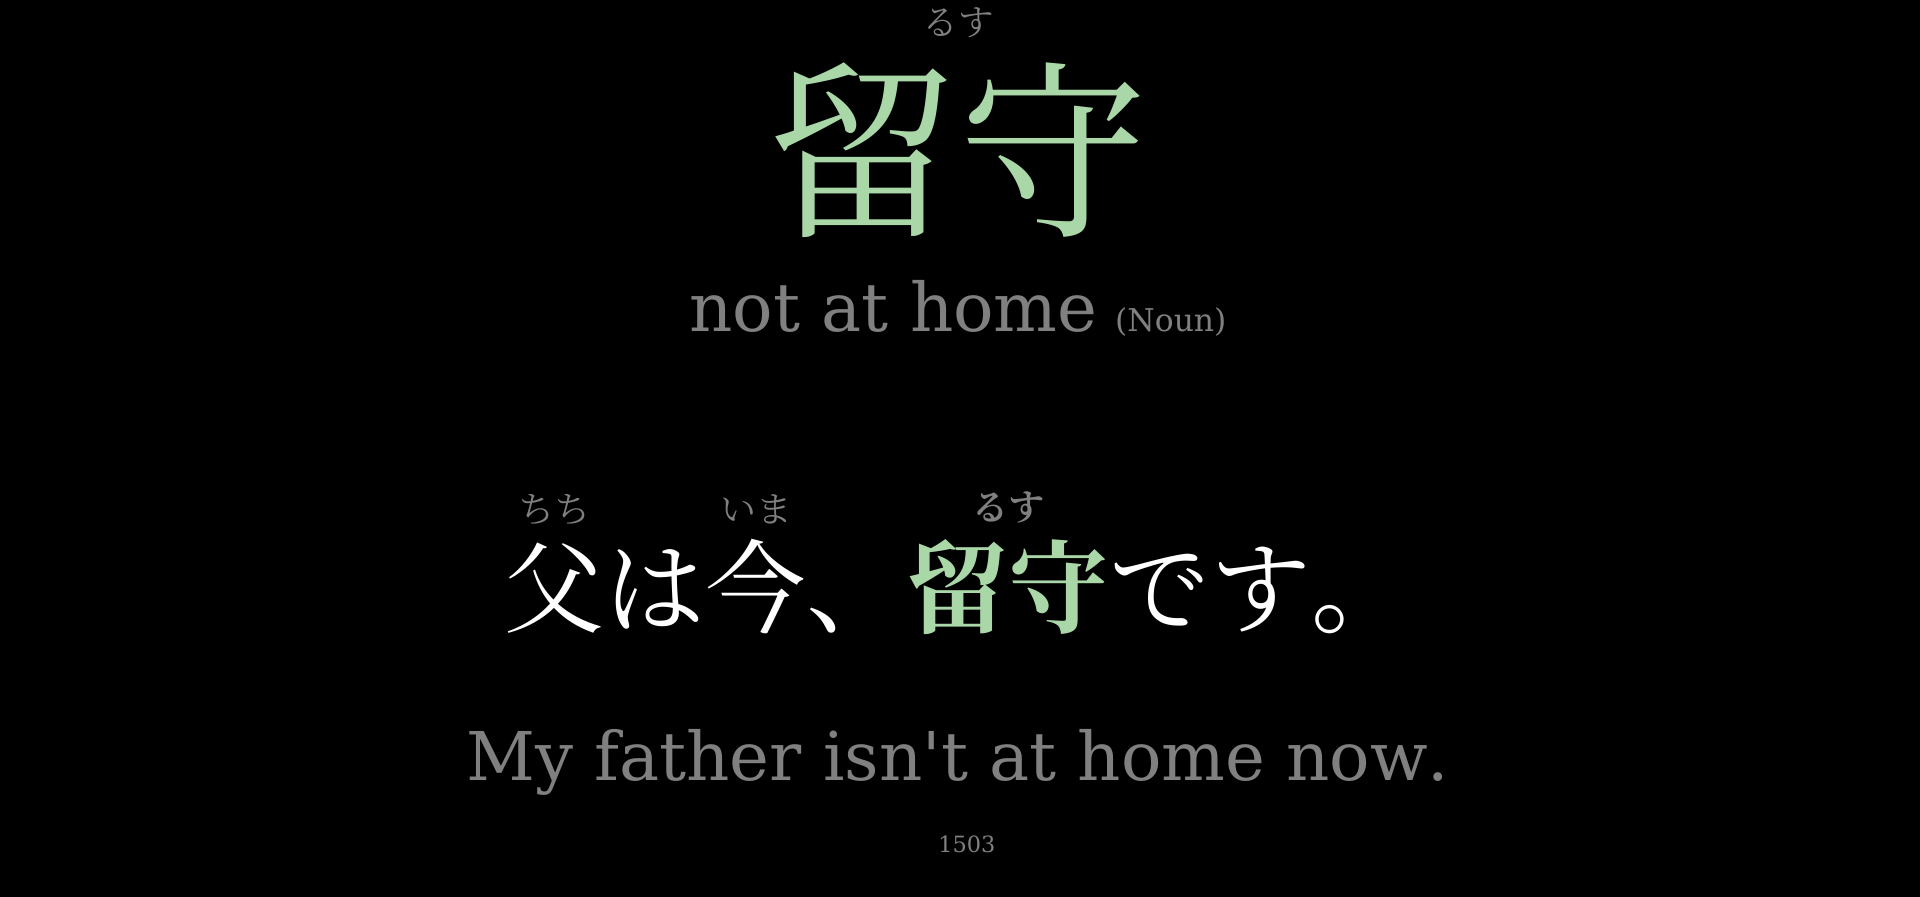 るす
留守
not at home (Noun)
ちち いま るす
父は今、留守です。
My father isn't at home now.
1503